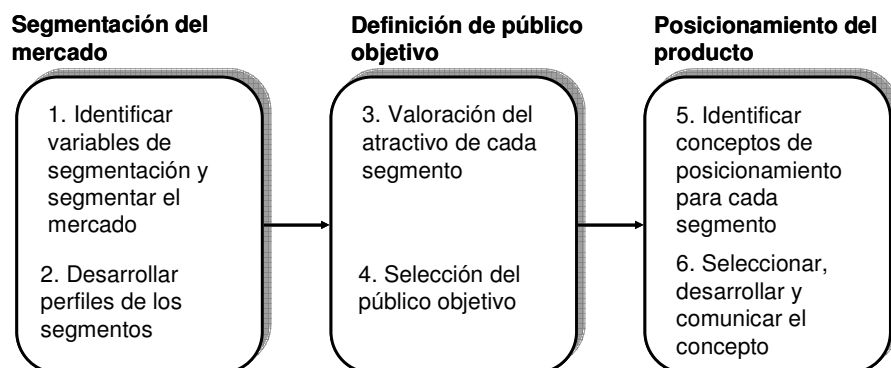 Segmentación del
mercado
1. Identificar
variables de
segmentación y
segmentar el
mercado
2. Desarrollar
perfiles de los
segmentos
Definición de público
objetivo
3. Valoración del
atractivo de cada
segmento
4. Selección del
público objetivo
Posicionamiento del
producto
5. Identificar
conceptos de
posicionamiento
para cada
segmento
6. Seleccionar,
desarrollar y
comunicar el
concepto